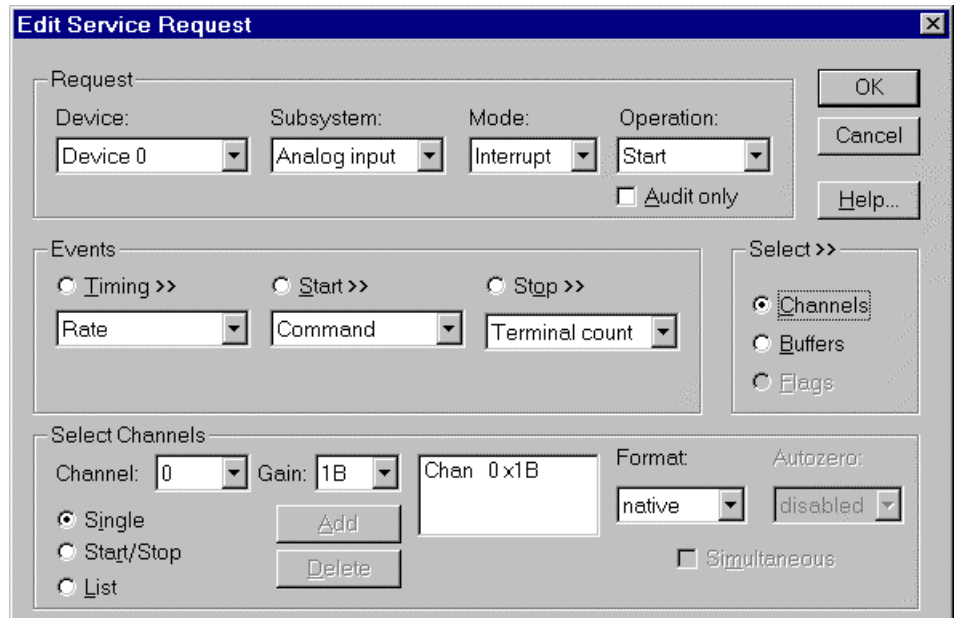 Edit Service Request
Request
OK
Device: Subsystem: Mode: Operation:
Device 0 Analog input Interrupt Start
Cancel
Audit only
Help...
Events
Select >>
Timing >> Start >> Stop >>
Rate Command Terminal count
Channels
Buffers
Flags
Select Channels
Channel: 0 Gain: 1B Chan 0 x1B
Format: Autozero:
native disabled
Single
Add
Start/Stop
Simultaneous
Delete
List